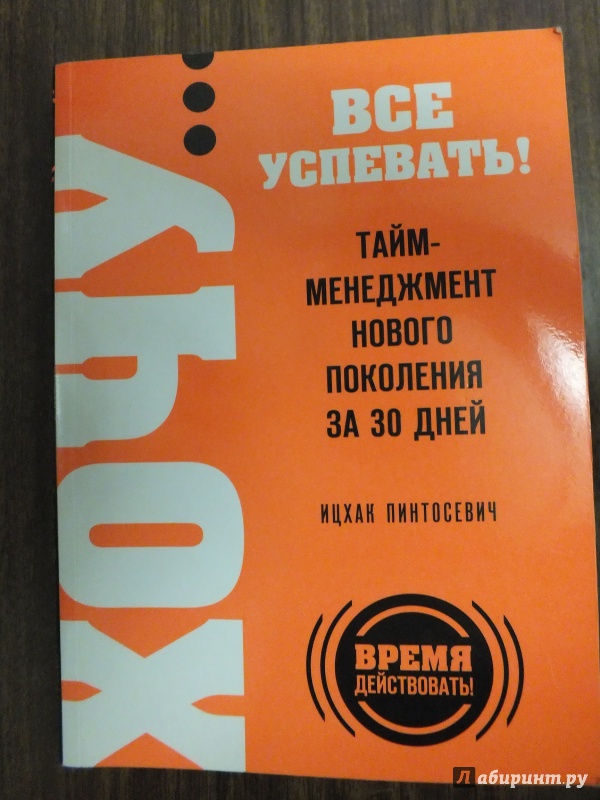 ХОЧУ...
ВСЕ
УСПЕВАТЬ!
ТАЙМ-
МЕНЕДЖМЕНТ
НОВОГО
ПОКОЛЕНИЯ
ЗА 30 ДНЕЙ
ИЦХАК ПИНТОСЕВИЧ
ВРЕМЯ
ДЕЙСТВОВАТЬ!
Лабиринт.ру